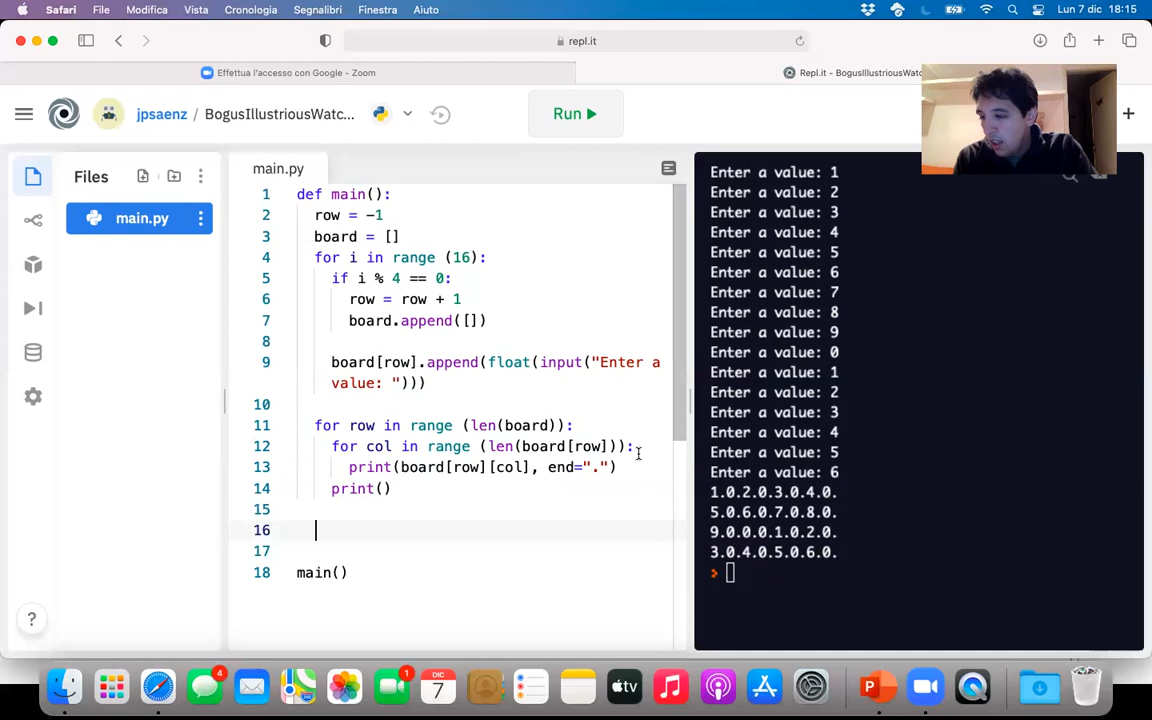 Safari File Modifica Vista Cronologia Segnalibri Finestra Aiuto Lun 7 dic 18:15
repl.it
Effettua l'accesso con Google - Zoom
Repl.it - BogusIllustriousWatc
jpsaenz / BogusIllustriousWatc...
Run
Files
main.py
main.py
1 def main():
2 row = -1
3 board = []
4 for i in range (16):
5 if i % 4 == 0:
6 row = row + 1
7 board.append([])
8
9 board[row].append(float(input("Enter a
value: ")))
10
11 for row in range (len(board)):
12 for col in range (len(board[row])):
13 print(board[row][col], end=".")
14 print()
15
16
17
18 main()
Enter a value: 1
Enter a value: 2
Enter a value: 3
Enter a value: 4
Enter a value: 5
Enter a value: 6
Enter a value: 7
Enter a value: 8
Enter a value: 9
Enter a value: 0
Enter a value: 1
Enter a value: 2
Enter a value: 3
Enter a value: 4
Enter a value: 5
Enter a value: 6
1.0.2.0.3.0.4.0.
5.0.6.0.7.0.8.0.
9.0.0.0.1.0.2.0.
3.0.4.0.5.0.6.0.
?
4
1
DIC
7
tv